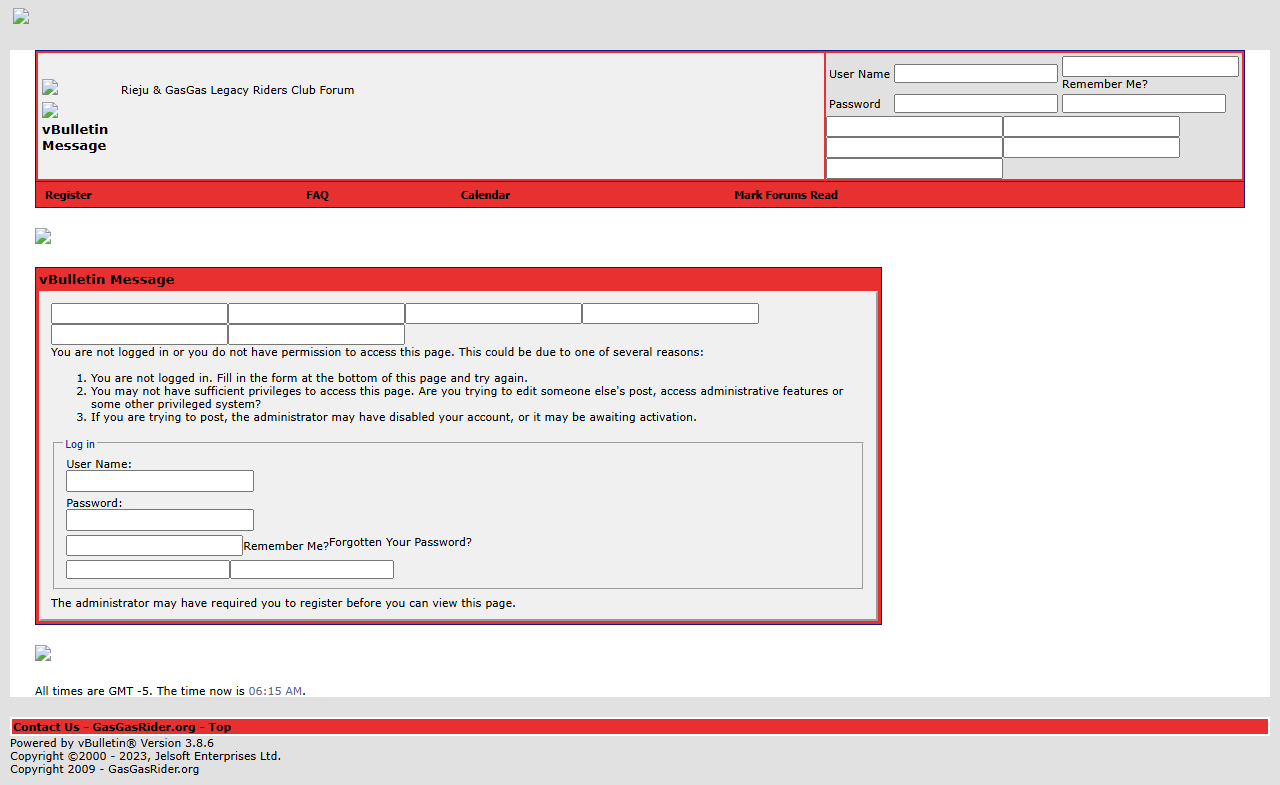 Rieju & GasGas Legacy Riders Club Forum
vBulletin
Message
User Name
Remember Me?
Password
Register FAQ Calendar Mark Forums Read
vBulletin Message
You are not logged in or you do not have permission to access this page. This could be due to one of several reasons:
1. You are not logged in. Fill in the form at the bottom of this page and try again.
2. You may not have sufficient privileges to access this page. Are you trying to edit someone else's post, access administrative features or
some other privileged system?
3. If you are trying to post, the administrator may have disabled your account, or it may be awaiting activation.
Log in
User Name:
Password:
Remember Me? Forgotten Your Password?
The administrator may have required you to register before you can view this page.
All times are GMT -5. The time now is 06:15 AM.
Contact Us - GasGasRider.org - Top
Powered by vBulletin® Version 3.8.6
Copyright ©2000 - 2023, Jelsoft Enterprises Ltd.
Copyright 2009 - GasGasRider.org